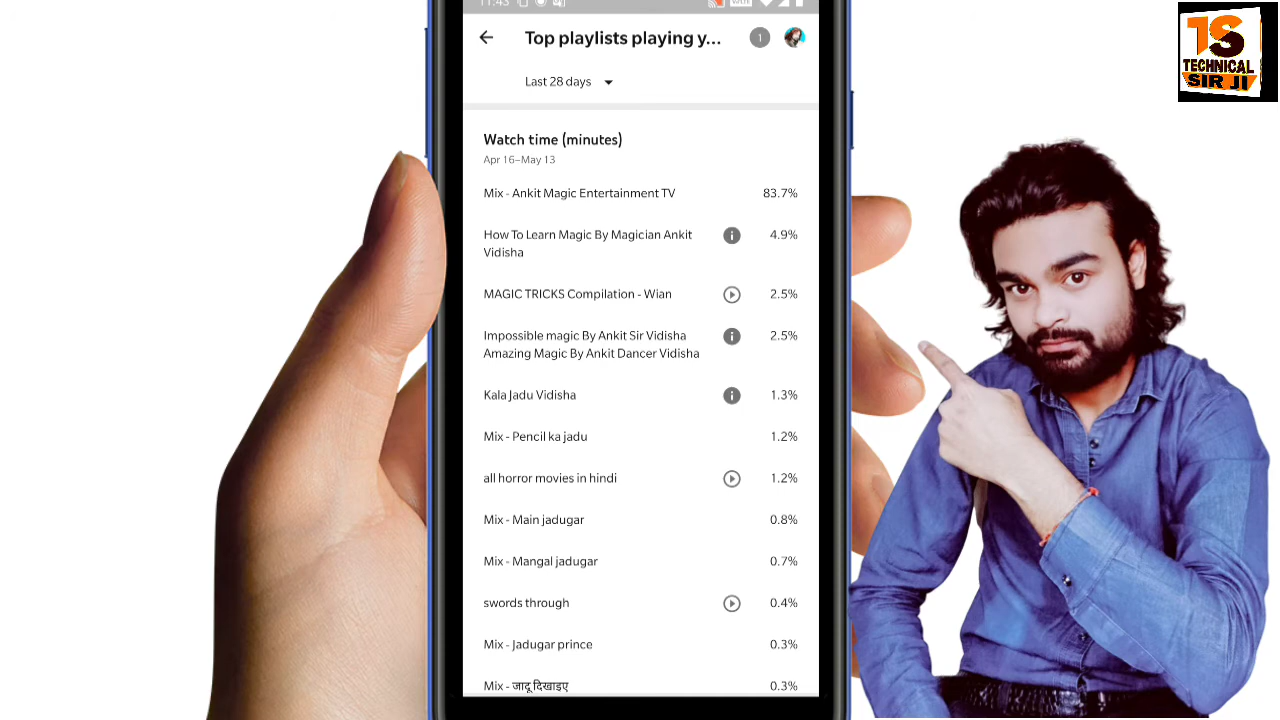 11:43
Top playlists playing y...
1
Last 28 days
Watch time (minutes)
Apr 16–May 13
Mix - Ankit Magic Entertainment TV 83.7%
How To Learn Magic By Magician Ankit 4.9%
Vidisha
MAGIC TRICKS Compilation - Wian 2.5%
Impossible magic By Ankit Sir Vidisha 2.5%
Amazing Magic By Ankit Dancer Vidisha
Kala Jadu Vidisha 1.3%
Mix - Pencil ka jadu 1.2%
all horror movies in hindi 1.2%
Mix - Main jadugar 0.8%
Mix - Mangal jadugar 0.7%
swords through 0.4%
Mix - Jadugar prince 0.3%
Mix - जादू दिखाइए 0.3%
1S
TECHNICAL
SIR JI